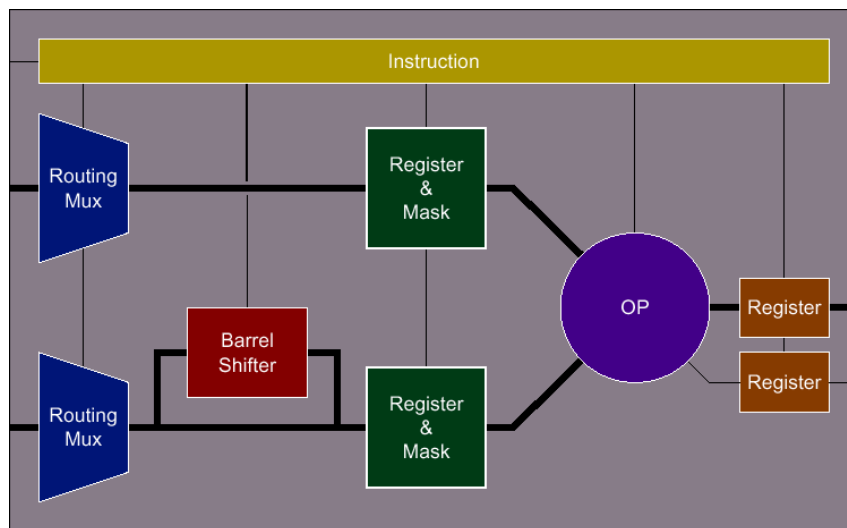 Instruction
Routing
Mux
Register
&
Mask
OP
Register
Barrel
Shifter
Register
Routing
Mux
Register
&
Mask